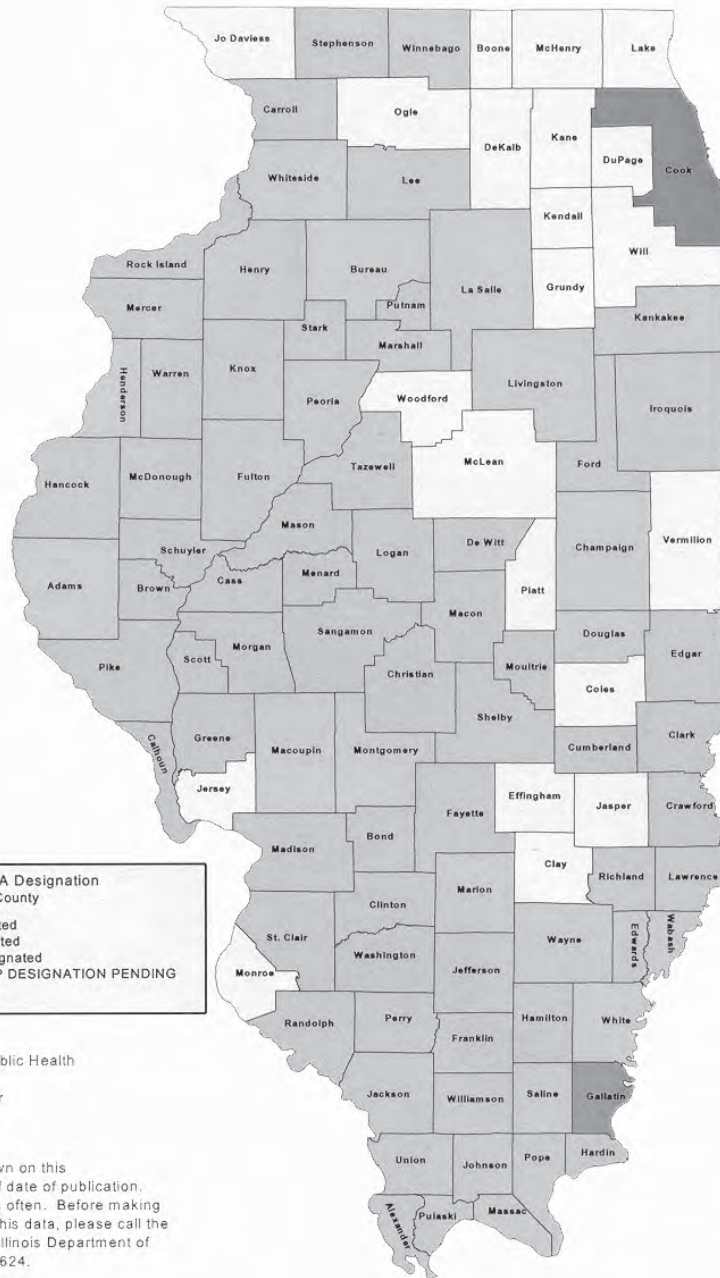 Jo Daviess
Stephenson
Winnebago
Boone
McHenry
Lake
Carroll
Ogle
DeKalb
Kane
DuPage
Cook
Whiteside
Lee
Kendall
Will
Rock Island
Henry
Bureau
Putnam
La Salle
Grundy
Kankakee
Mercer
Stark
Marshall
Henderson
Warren
Knox
Peoria
Woodford
Livingston
Iroquois
Hancock
McDonough
Fulton
Tazewell
McLean
Ford
Mason
Schuyler
Logan
De Witt
Champaign
Vermilion
Adams
Brown
Cass
Menard
Macon
Piatt
Pike
Scott
Morgan
Sangamon
Christian
Moultrie
Douglas
Edgar
Coles
Shelby
Calhoun
Greene
Macoupin
Montgomery
Cumberland
Clark
Jersey
Fayette
Effingham
Jasper
Crawford
Madison
Bond
Clay
Richland
Lawrence
Clinton
Marion
St. Clair
Washington
Wayne
Edwards
Wabash
Monroe
Jefferson
Randolph
Perry
Hamilton
White
Franklin
Jackson
Williamson
Saline
Gallatin
Union
Johnson
Pope
Hardin
Alexander
Pulaski
Massac
A Designation
County
ted
ted
gnated
DESIGNATION PENDING
blic Health
r
wn on this
f date of publication.
often. Before making
his data, please call the
llinois Department of
624.